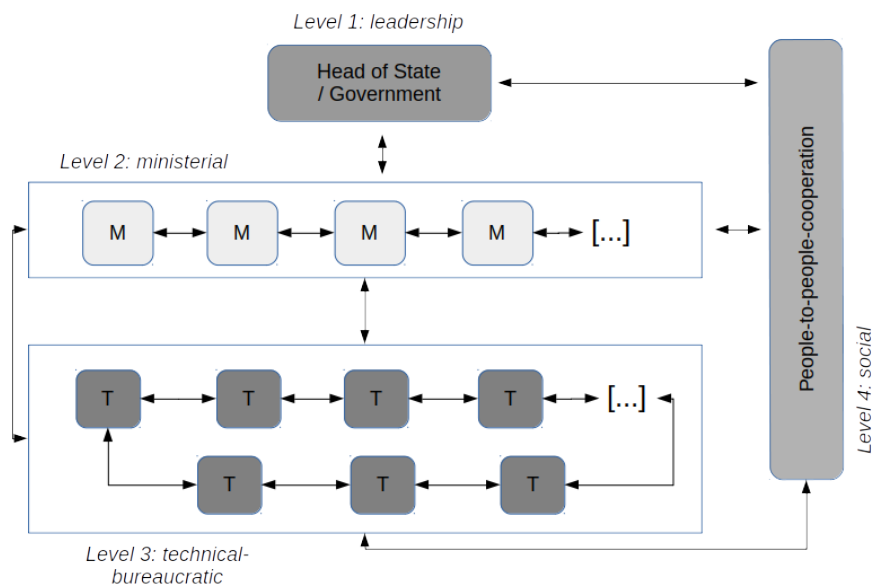 Level 1: leadership
Head of State
/ Government
Level 2: ministerial
M
M
M
M
[...]
T
T
T
T
[...]
T
T
T
Level 3: technical-
bureaucratic
People-to-people-cooperation
Level 4: social